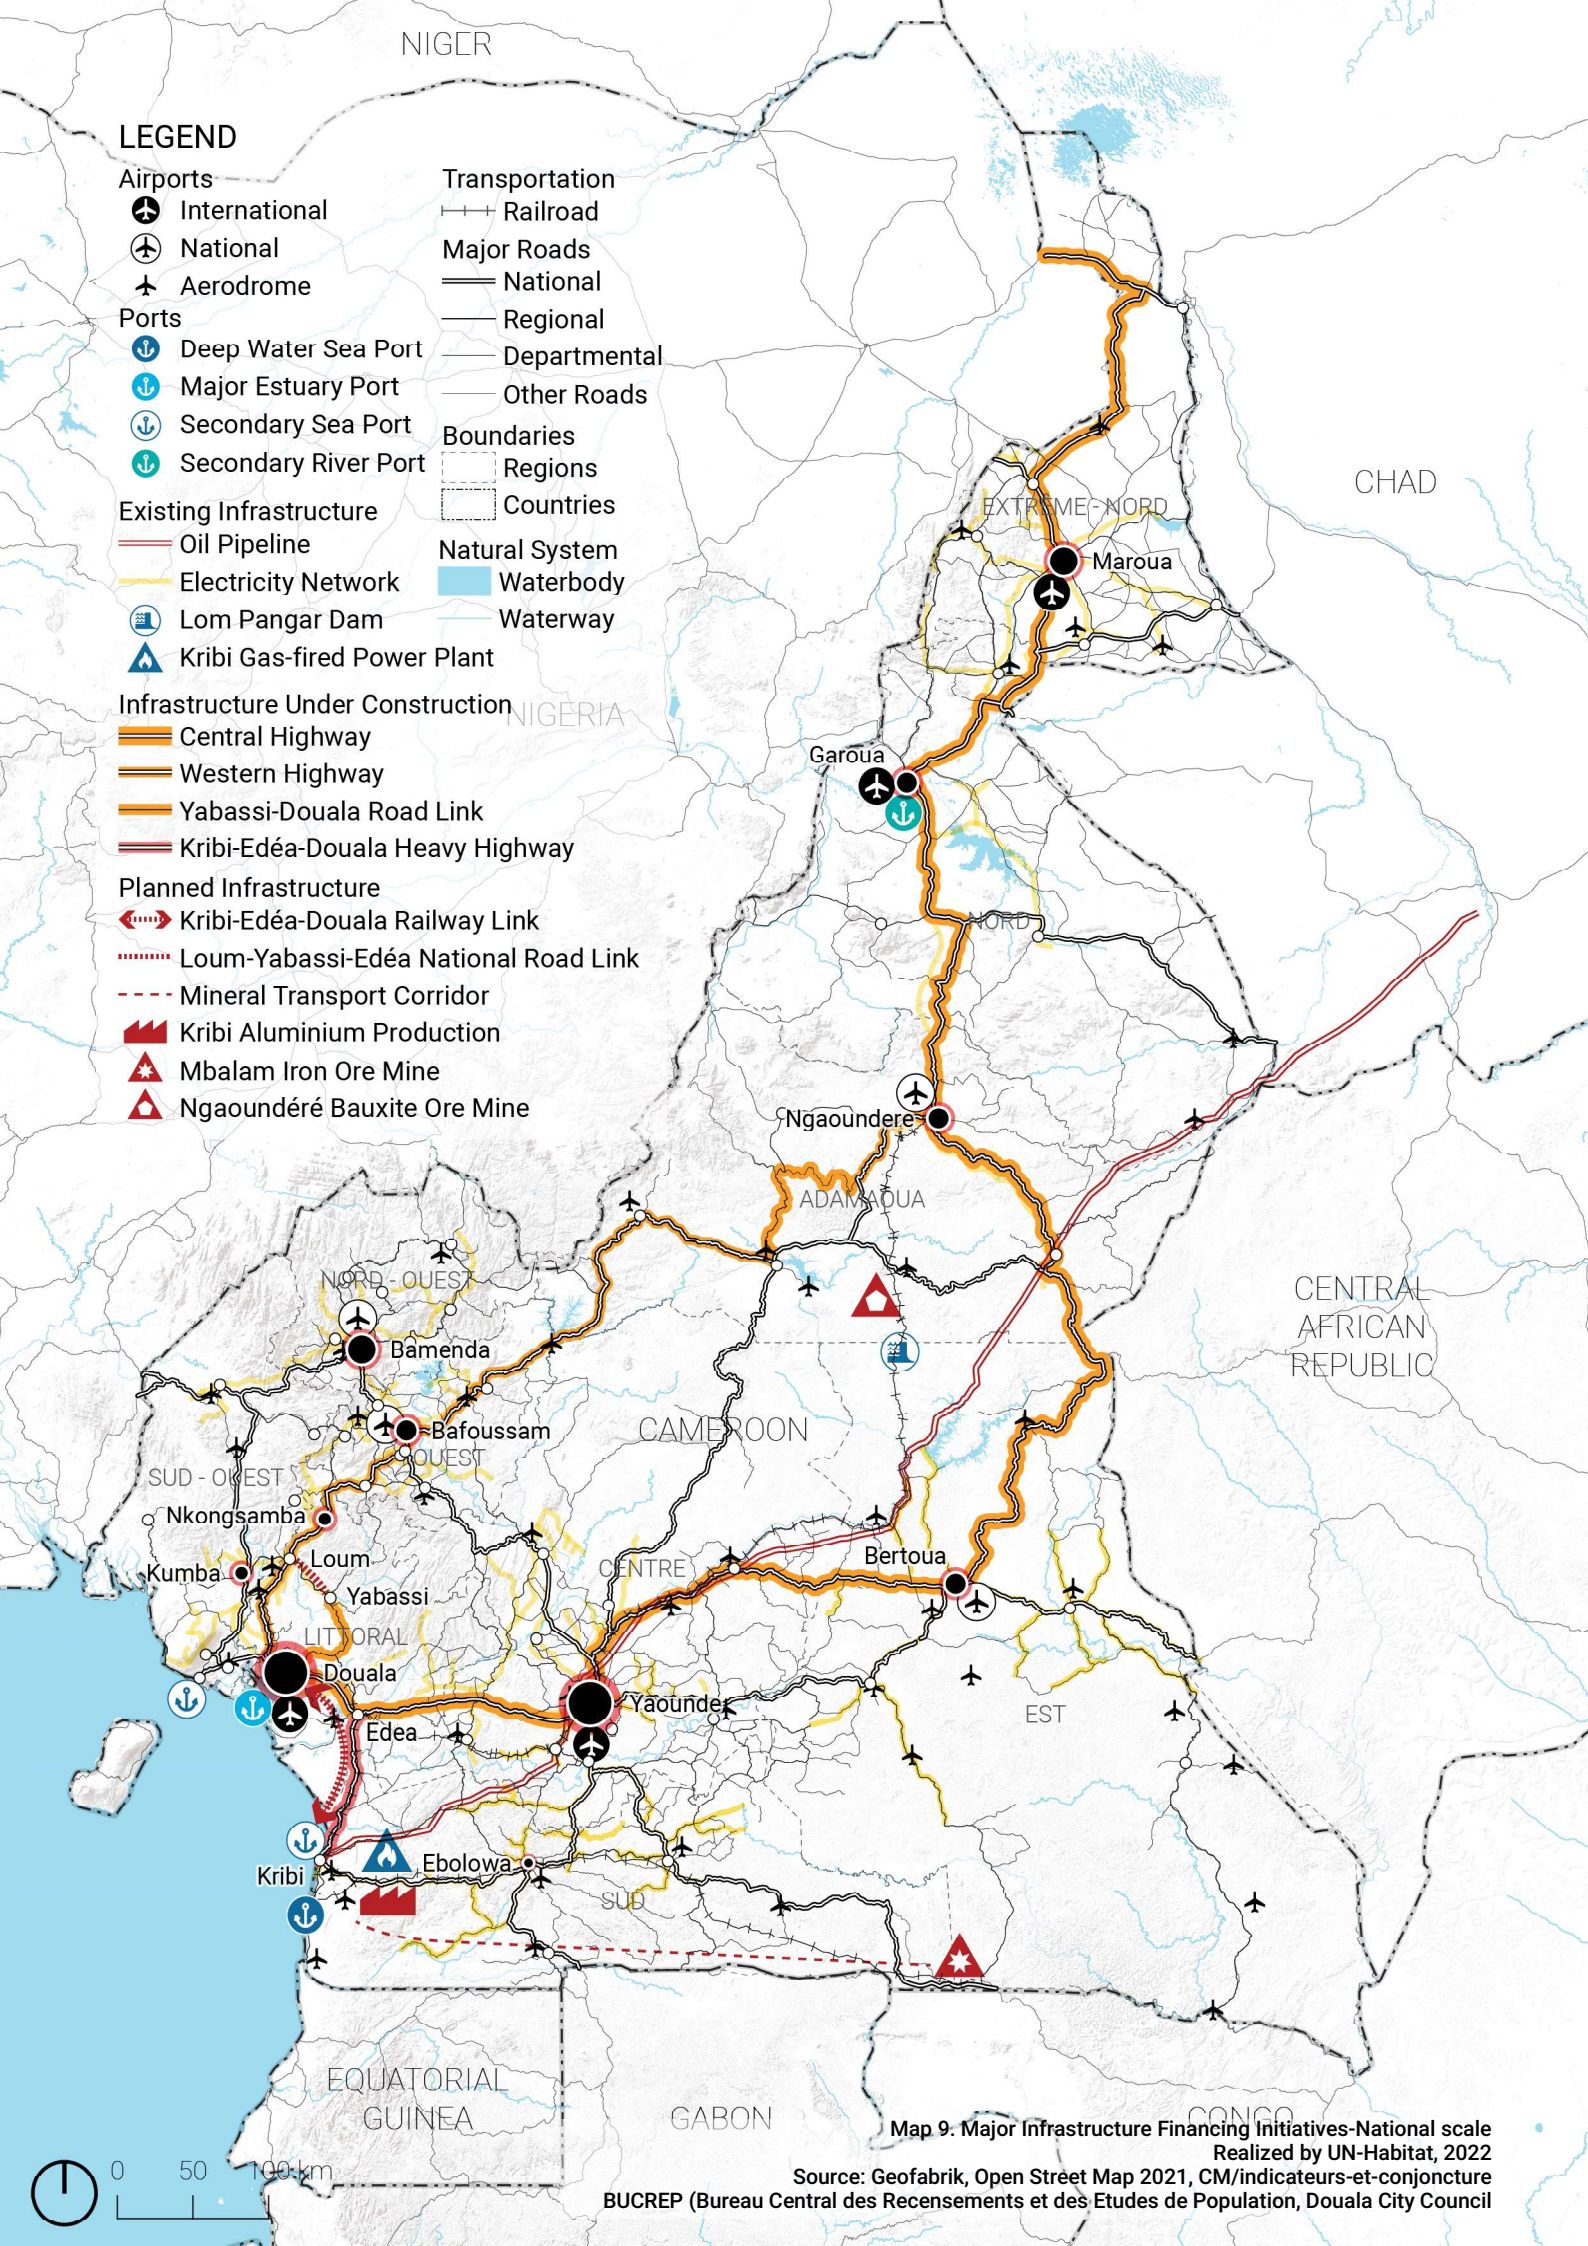 NIGER
LEGEND
Airports
International
National
Aerodrome
Ports
Deep Water Sea Port
Major Estuary Port
Secondary Sea Port
Secondary River Port
Existing Infrastructure
Oil Pipeline
Electricity Network
Lom Pangar Dam
Kribi Gas-fired Power Plant
Infrastructure Under Construction
Central Highway
Western Highway
Yabassi-Douala Road Link
Kribi-Edéa-Douala Heavy Highway
Planned Infrastructure
Kribi-Edéa-Douala Railway Link
Loum-Yabassi-Edéa National Road Link
Mineral Transport Corridor
Kribi Aluminium Production
Mbalam Iron Ore Mine
Ngaoundéré Bauxite Ore Mine
Transportation
Railroad
Major Roads
National
Regional
Departmental
Other Roads
Boundaries
Regions
Countries
Natural System
Waterbody
Waterway
CHAD
EXTREME - NORD
Maroua
NIGERIA
Garoua
NORD
Ngaoundere
ADAMAOUA
NORD - OUEST
CENTRAL
AFRICAN
REPUBLIC
Bamenda
CAMEROON
Bafoussam
OUEST
SUD - OUEST
Nkongsamba
Loum
Kumba
CENTRE
Bertoua
Yabassi
LITTORAL
Douala
Yaounde
EST
Edea
Ebolowa
Kribi
SUD
EQUATORIAL
GUINEA
GABON
CONGO
Map 9. Major Infrastructure Financing Initiatives-National scale
Realized by UN-Habitat, 2022
Source: Geofabrik, Open Street Map 2021, CM/indicateurs-et-conjoncture
BUCREP (Bureau Central des Recensements et des Etudes de Population, Douala City Council
0 50 100 km